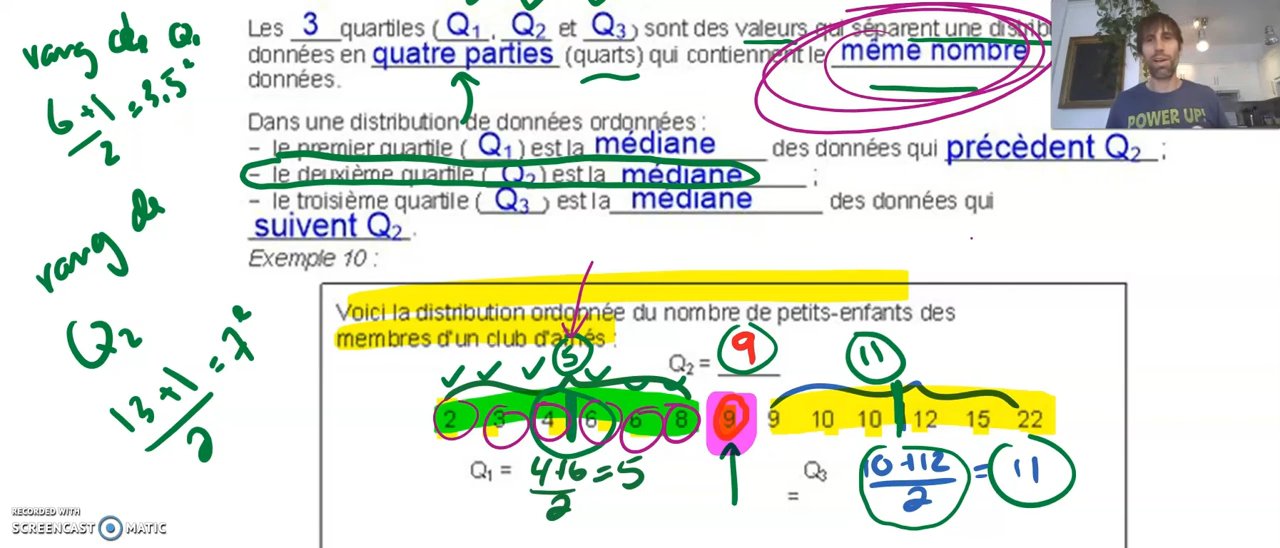 rang de Q1
6+1/2 = 3.5e
rang de
Q2
13+1/2 = 7e
Les 3 quartiles (Q1, Q2 et Q3) sont des valeurs qui séparent une distrib
données en quatre parties (quarts) qui contiennent le même nombre
données.
POWER UP!
Dans une distribution de données ordonnées :
– le premier quartile ( Q1 ) est la médiane des données qui précèdent Q2 ;
– le deuxième quartile ( Q2 ) est la médiane ;
– le troisième quartile ( Q3 ) est la médiane des données qui
suivent Q2 .
Exemple 10 :
Voici la distribution ordonnée du nombre de petits-enfants des
membres d'un club d'aînés :
5 Q2 = 9 11
2 3 4 6 6 8 9 9 10 10 12 15 22
Q1 = 4+6/2 = 5 Q3 = 10+12/2 = 11
RECORDED WITH
SCREENCAST MATIC